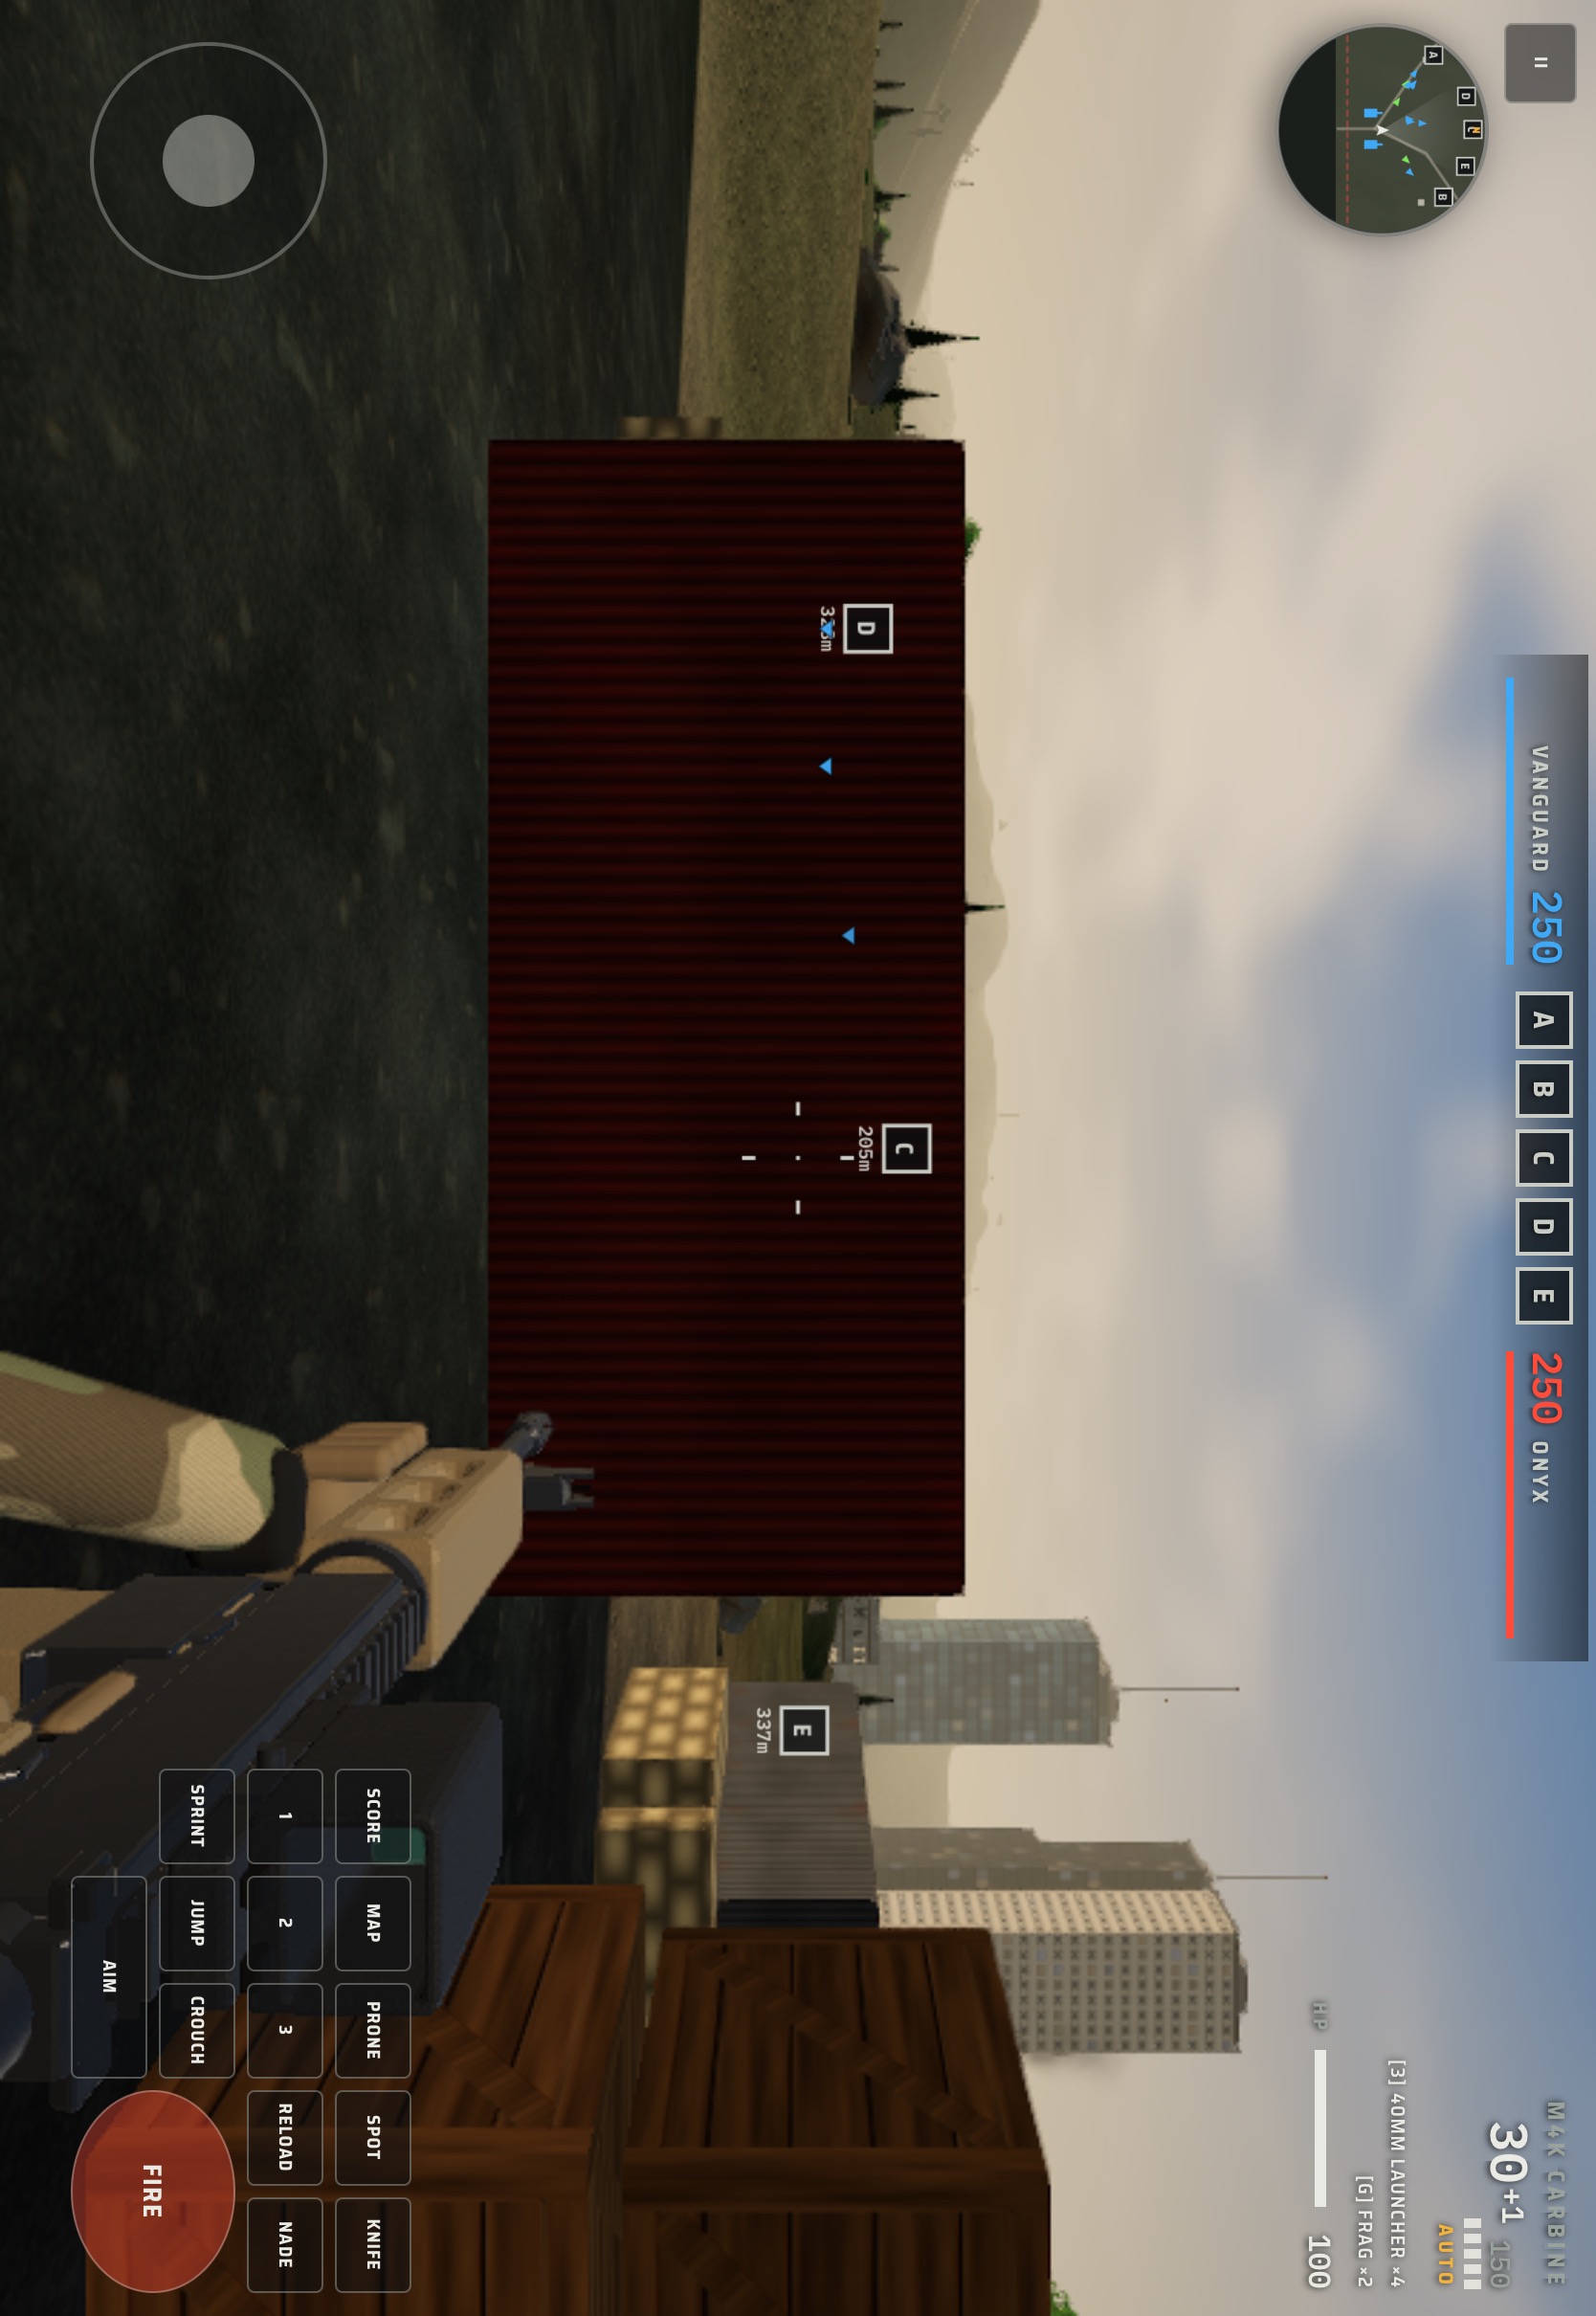 VANGUARD 250 A B C D E 250 ONYX
A
D
E
B
D
C
205m
E
337m
M4K CARBINE
30+1 150
AUTO
[3] 40MM LAUNCHER ×4
[G] FRAG ×2
HP 100
SCORE MAP PRONE SPOT KNIFE
1 2 3 RELOAD NADE
SPRINT JUMP CROUCH
AIM
FIRE